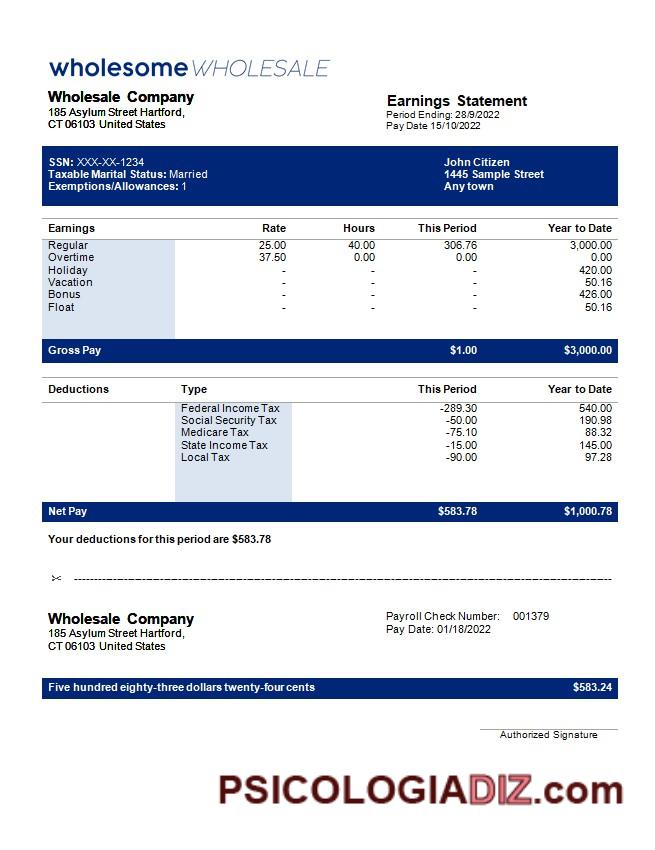 wholesome WHOLESALE
Wholesale Company
185 Asylum Street Hartford,
CT 06103 United States
Earnings Statement
Period Ending: 28/9/2022
Pay Date 15/10/2022
SSN: XXX-XX-1234
Taxable Marital Status: Married
Exemptions/Allowances: 1
John Citizen
1445 Sample Street
Any town
Earnings Rate Hours This Period Year to Date
Regular 25.00 40.00 306.76 3,000.00
Overtime 37.50 0.00 0.00 0.00
Holiday - - - 420.00
Vacation - - - 50.16
Bonus - - - 426.00
Float - - - 50.16
Gross Pay $1.00 $3,000.00
Deductions Type This Period Year to Date
Federal Income Tax -289.30 540.00
Social Security Tax -50.00 190.98
Medicare Tax -75.10 88.32
State Income Tax -15.00 145.00
Local Tax -90.00 97.28
Net Pay $583.78 $1,000.78
Your deductions for this period are $583.78
Wholesale Company
185 Asylum Street Hartford,
CT 06103 United States
Payroll Check Number: 001379
Pay Date: 01/18/2022
Five hundred eighty-three dollars twenty-four cents $583.24
Authorized Signature
PSICOLOGIADIZ.com